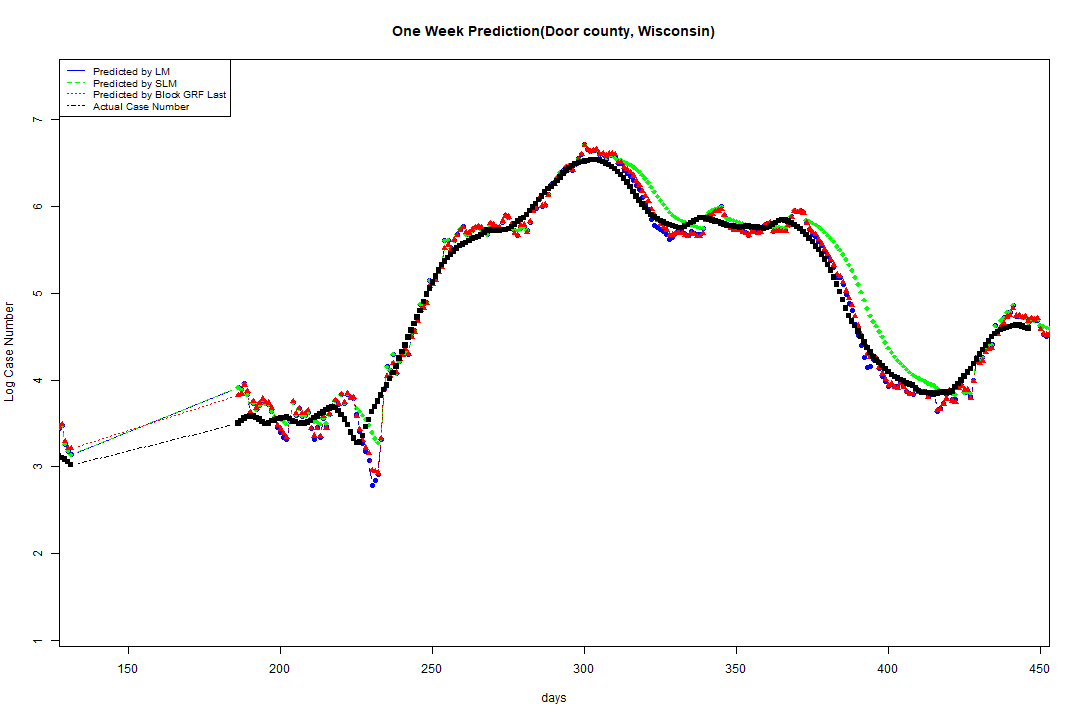 One Week Prediction(Door county, Wisconsin)
Predicted by LM
Predicted by SLM
Predicted by Block GRF Last
Actual Case Number
Log Case Number
7
6
5
4
3
2
1
150 200 250 300 350 400 450
days